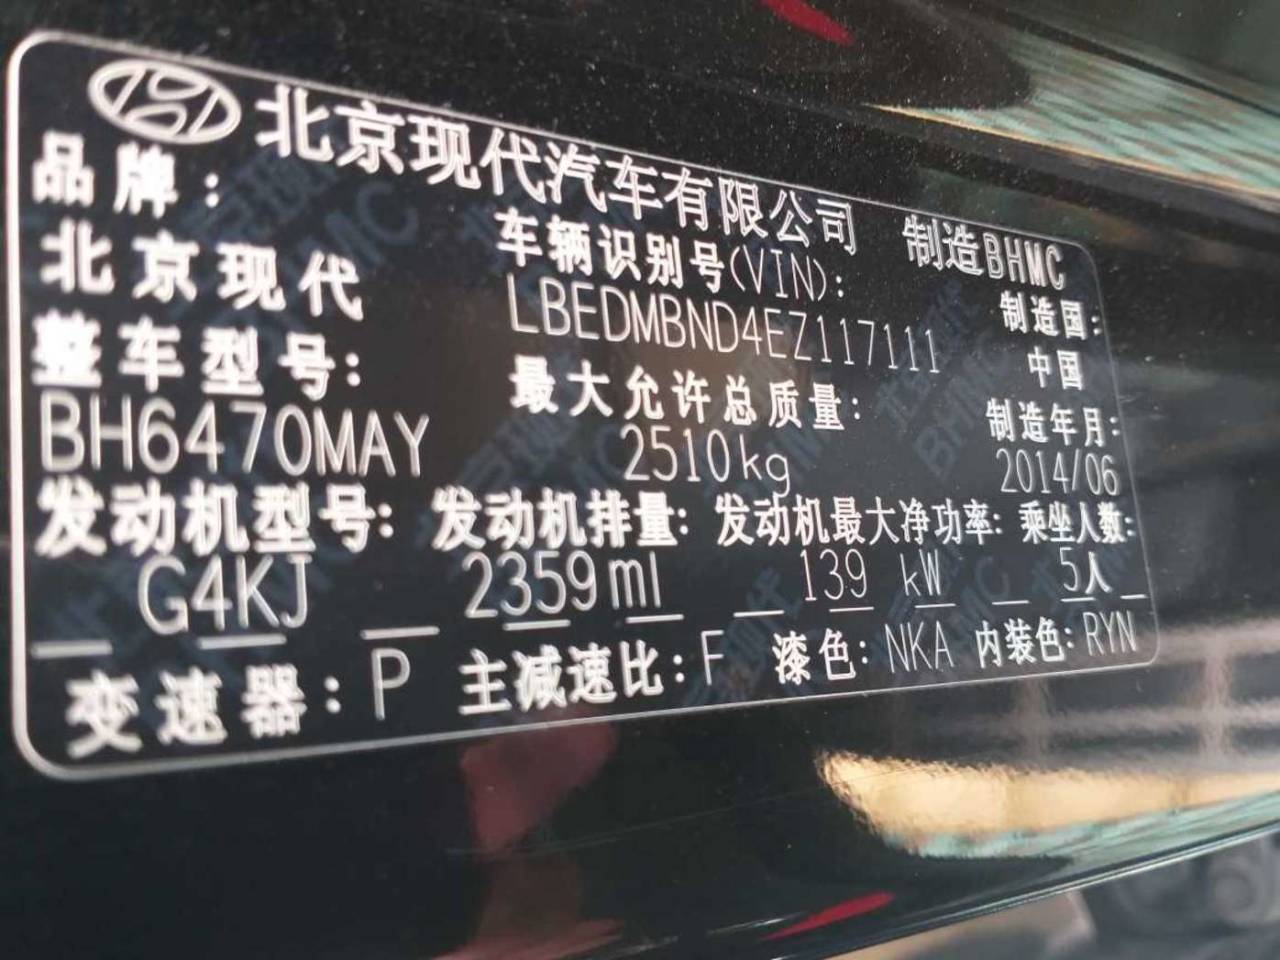 北京现代汽车有限公司 制造BHMC
品牌： 车辆识别号(VIN)： 制造国：
北京现代 LBEDMBND4EZ117111 中国
整车型号： 最大允许总质量： 制造年月：
BH6470MAY 2510kg 2014/06
发动机型号： 发动机排量： 发动机最大净功率： 乘坐人数：
G4KJ 2359ml 139 kW 5人
变速器：P 主减速比：F 漆色：NKA 内装色：RYN